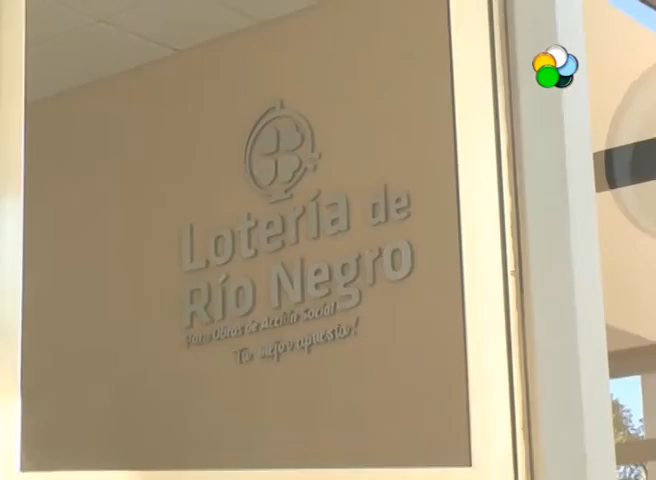 Lotería de
Río Negro
Para Obras de Acción Social
Tu mejor apuesta!